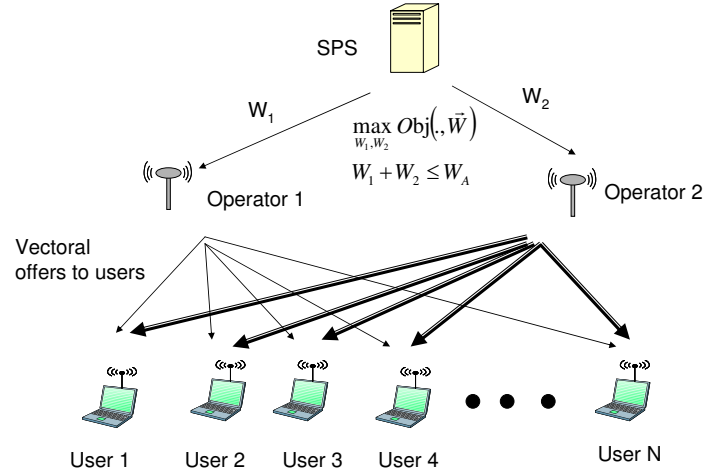 SPS
W₁
W₂
max Obj(., W⃗)
W₁,W₂
W₁ + W₂ ≤ W_A
Operator 1
Operator 2
Vectoral
offers to users
User 1
User 2
User 3
User 4
User N